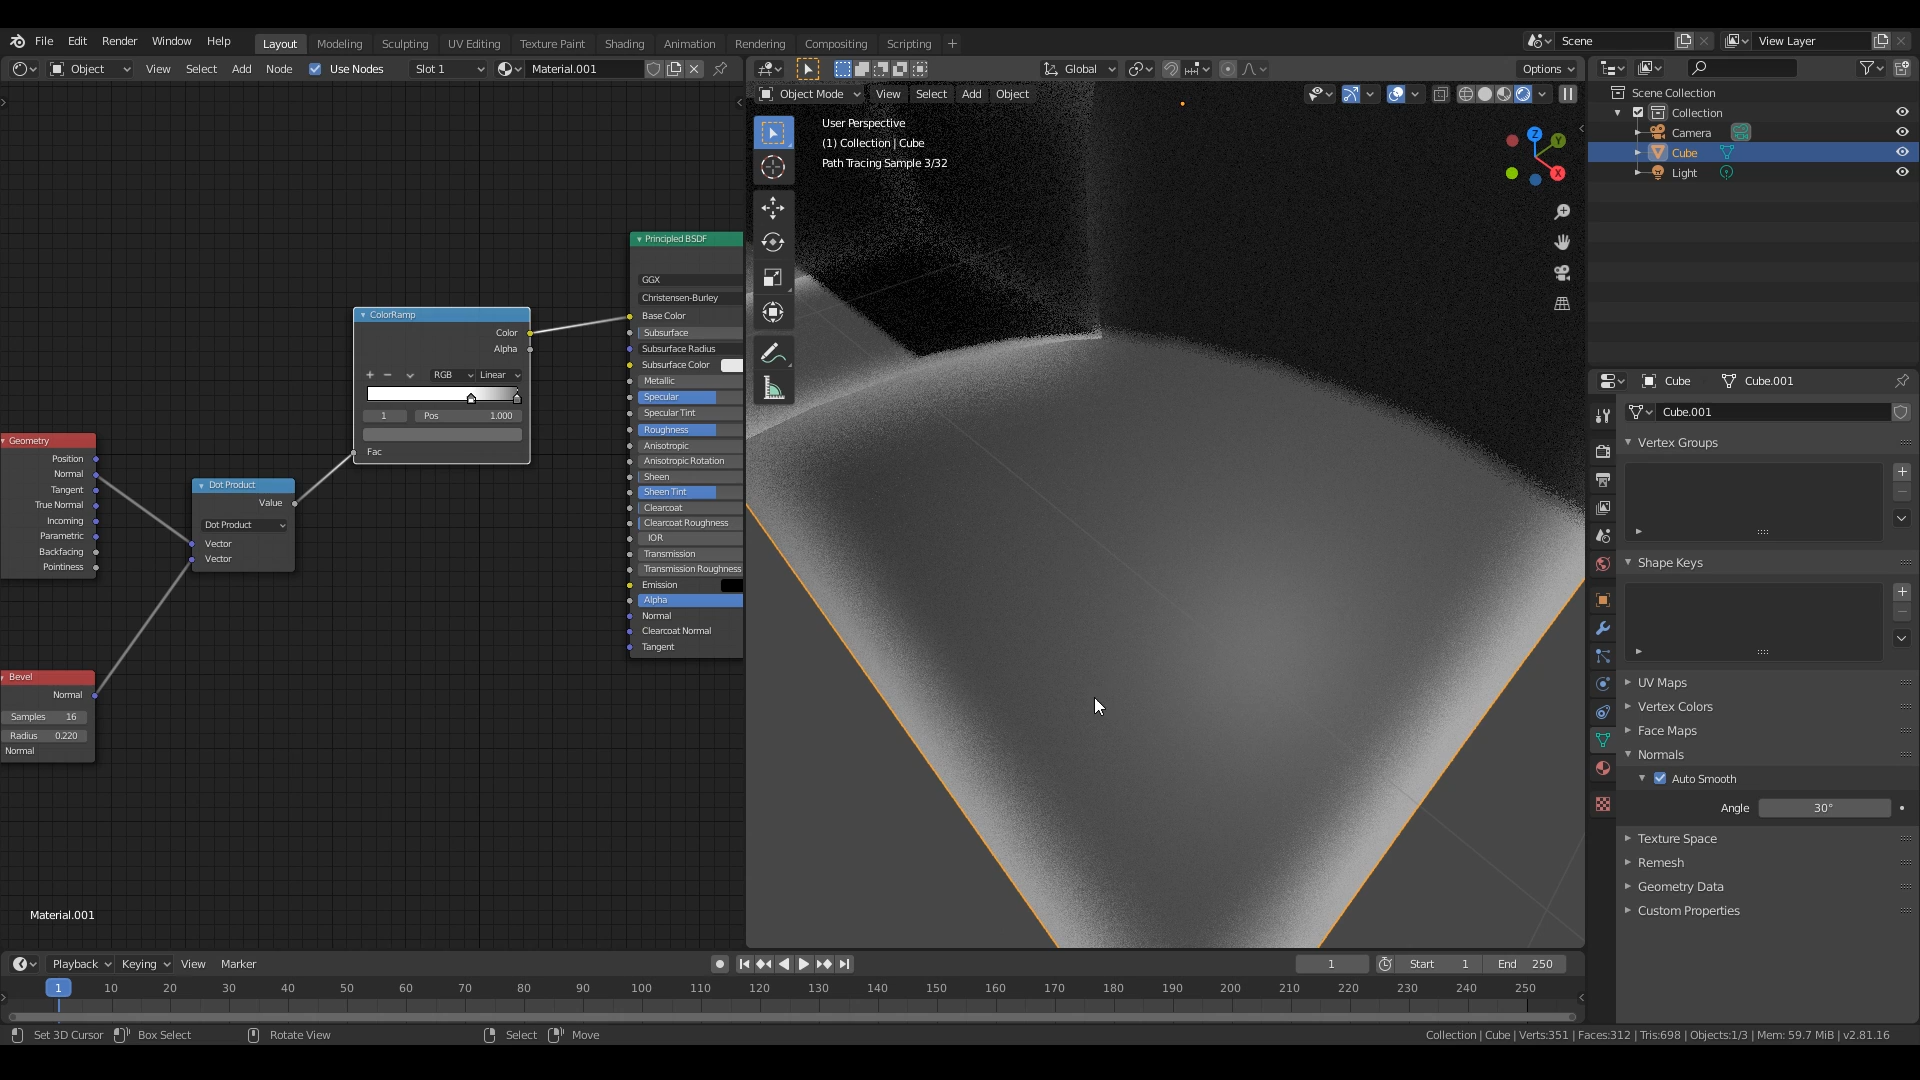 File Edit Render Window Help
Layout Modeling Sculpting UV Editing Texture Paint Shading Animation Rendering Compositing Scripting +
Scene
View Layer
Object View Select Add Node Use Nodes Slot 1 Material.001
Global Options
Object Mode View Select Add Object
User Perspective
(1) Collection | Cube
Path Tracing Sample 3/32
Z
Y
X
Scene Collection
Collection
Camera
Cube
Light
Geometry
Position
Normal
Tangent
True Normal
Incoming
Parametric
Backfacing
Pointiness
Bevel
Normal
Samples 16
Radius 0.220
Normal
Dot Product
Value
Dot Product
Vector
Vector
ColorRamp
Color
Alpha
RGB Linear
1 Pos 1.000
Fac
Principled BSDF
GGX
Christensen-Burley
Base Color
Subsurface
Subsurface Radius
Subsurface Color
Metallic
Specular
Specular Tint
Roughness
Anisotropic
Anisotropic Rotation
Sheen
Sheen Tint
Clearcoat
Clearcoat Roughness
IOR
Transmission
Transmission Roughness
Emission
Alpha
Normal
Clearcoat Normal
Tangent
Material.001
Cube Cube.001
Cube.001
Vertex Groups
Shape Keys
UV Maps
Vertex Colors
Face Maps
Normals
Auto Smooth
Angle 30°
Texture Space
Remesh
Geometry Data
Custom Properties
Playback Keying View Marker
1 Start 1 End 250
1 10 20 30 40 50 60 70 80 90 100 110 120 130 140 150 160 170 180 190 200 210 220 230 240 250
Set 3D Cursor Box Select Rotate View Select Move
Collection | Cube | Verts:351 | Faces:312 | Tris:698 | Objects:1/3 | Mem: 59.7 MiB | v2.81.16